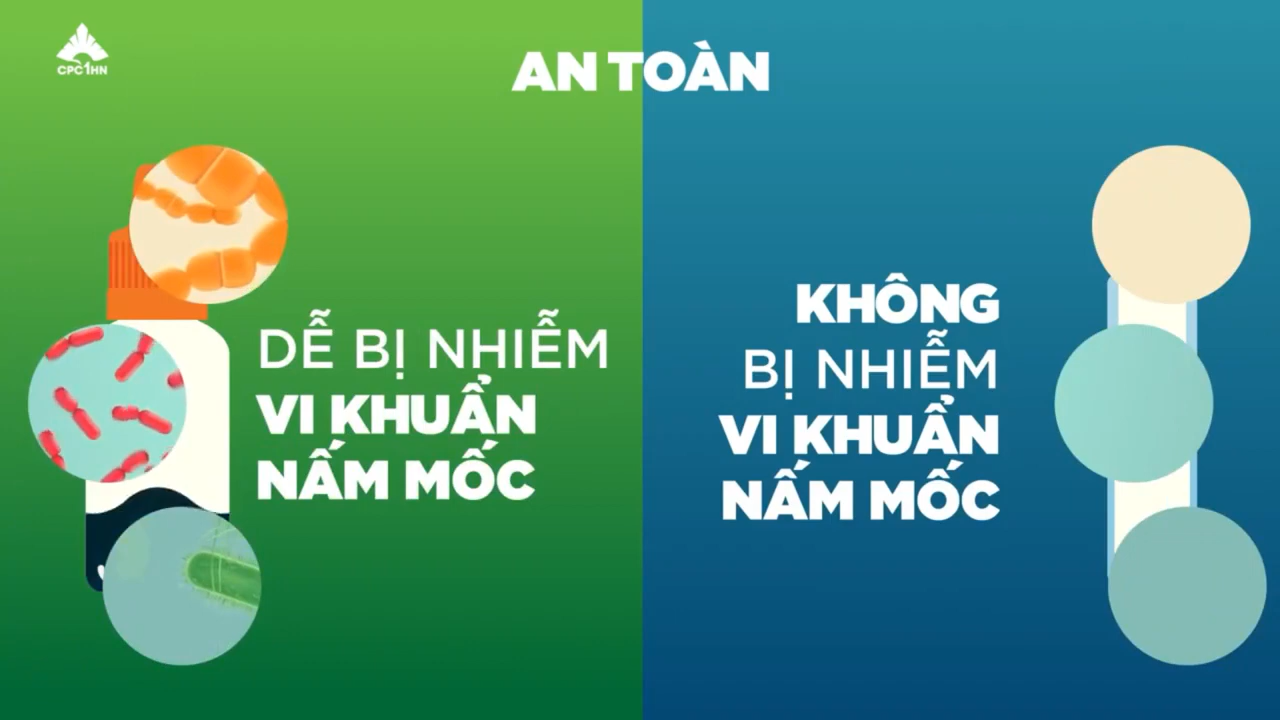 CPC1HN
AN TOÀN
DỄ BỊ NHIỄM
VI KHUẨN
NẤM MỐC
KHÔNG
BỊ NHIỄM
VI KHUẨN
NẤM MỐC